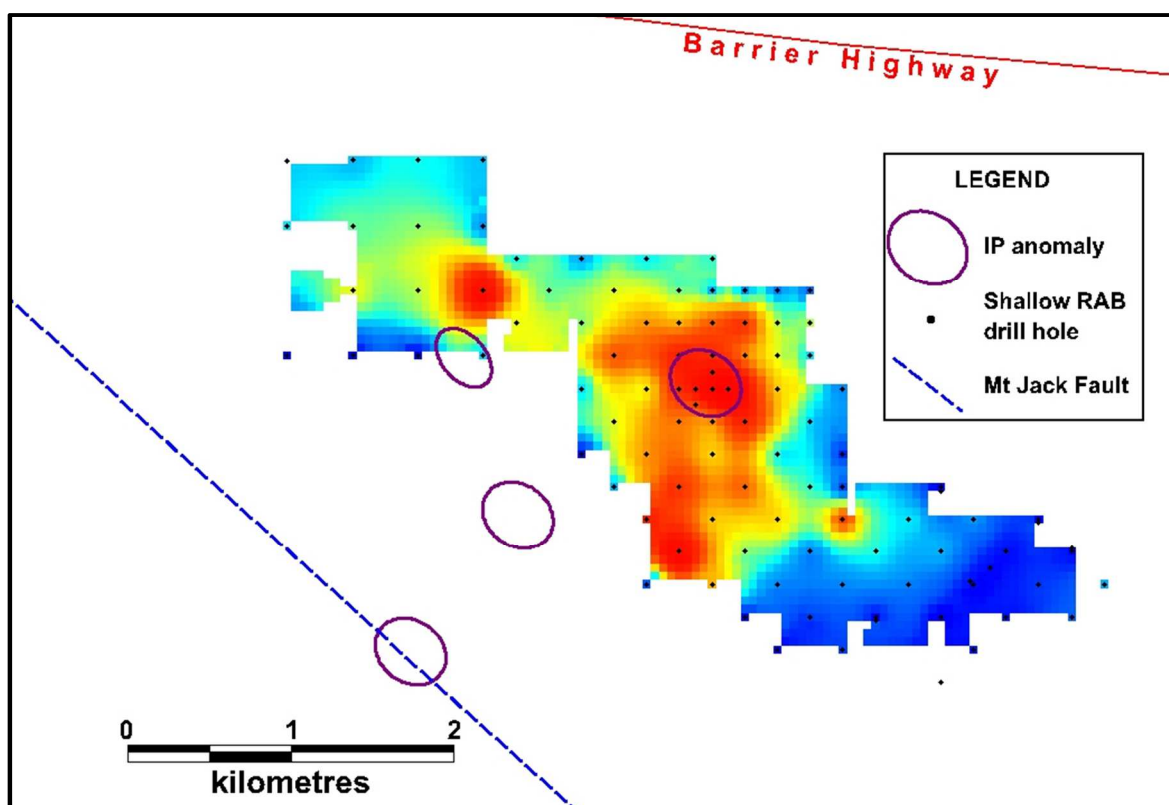 Barrier Highway
LEGEND
IP anomaly
Shallow RAB
drill hole
Mt Jack Fault
0 1 2
kilometres